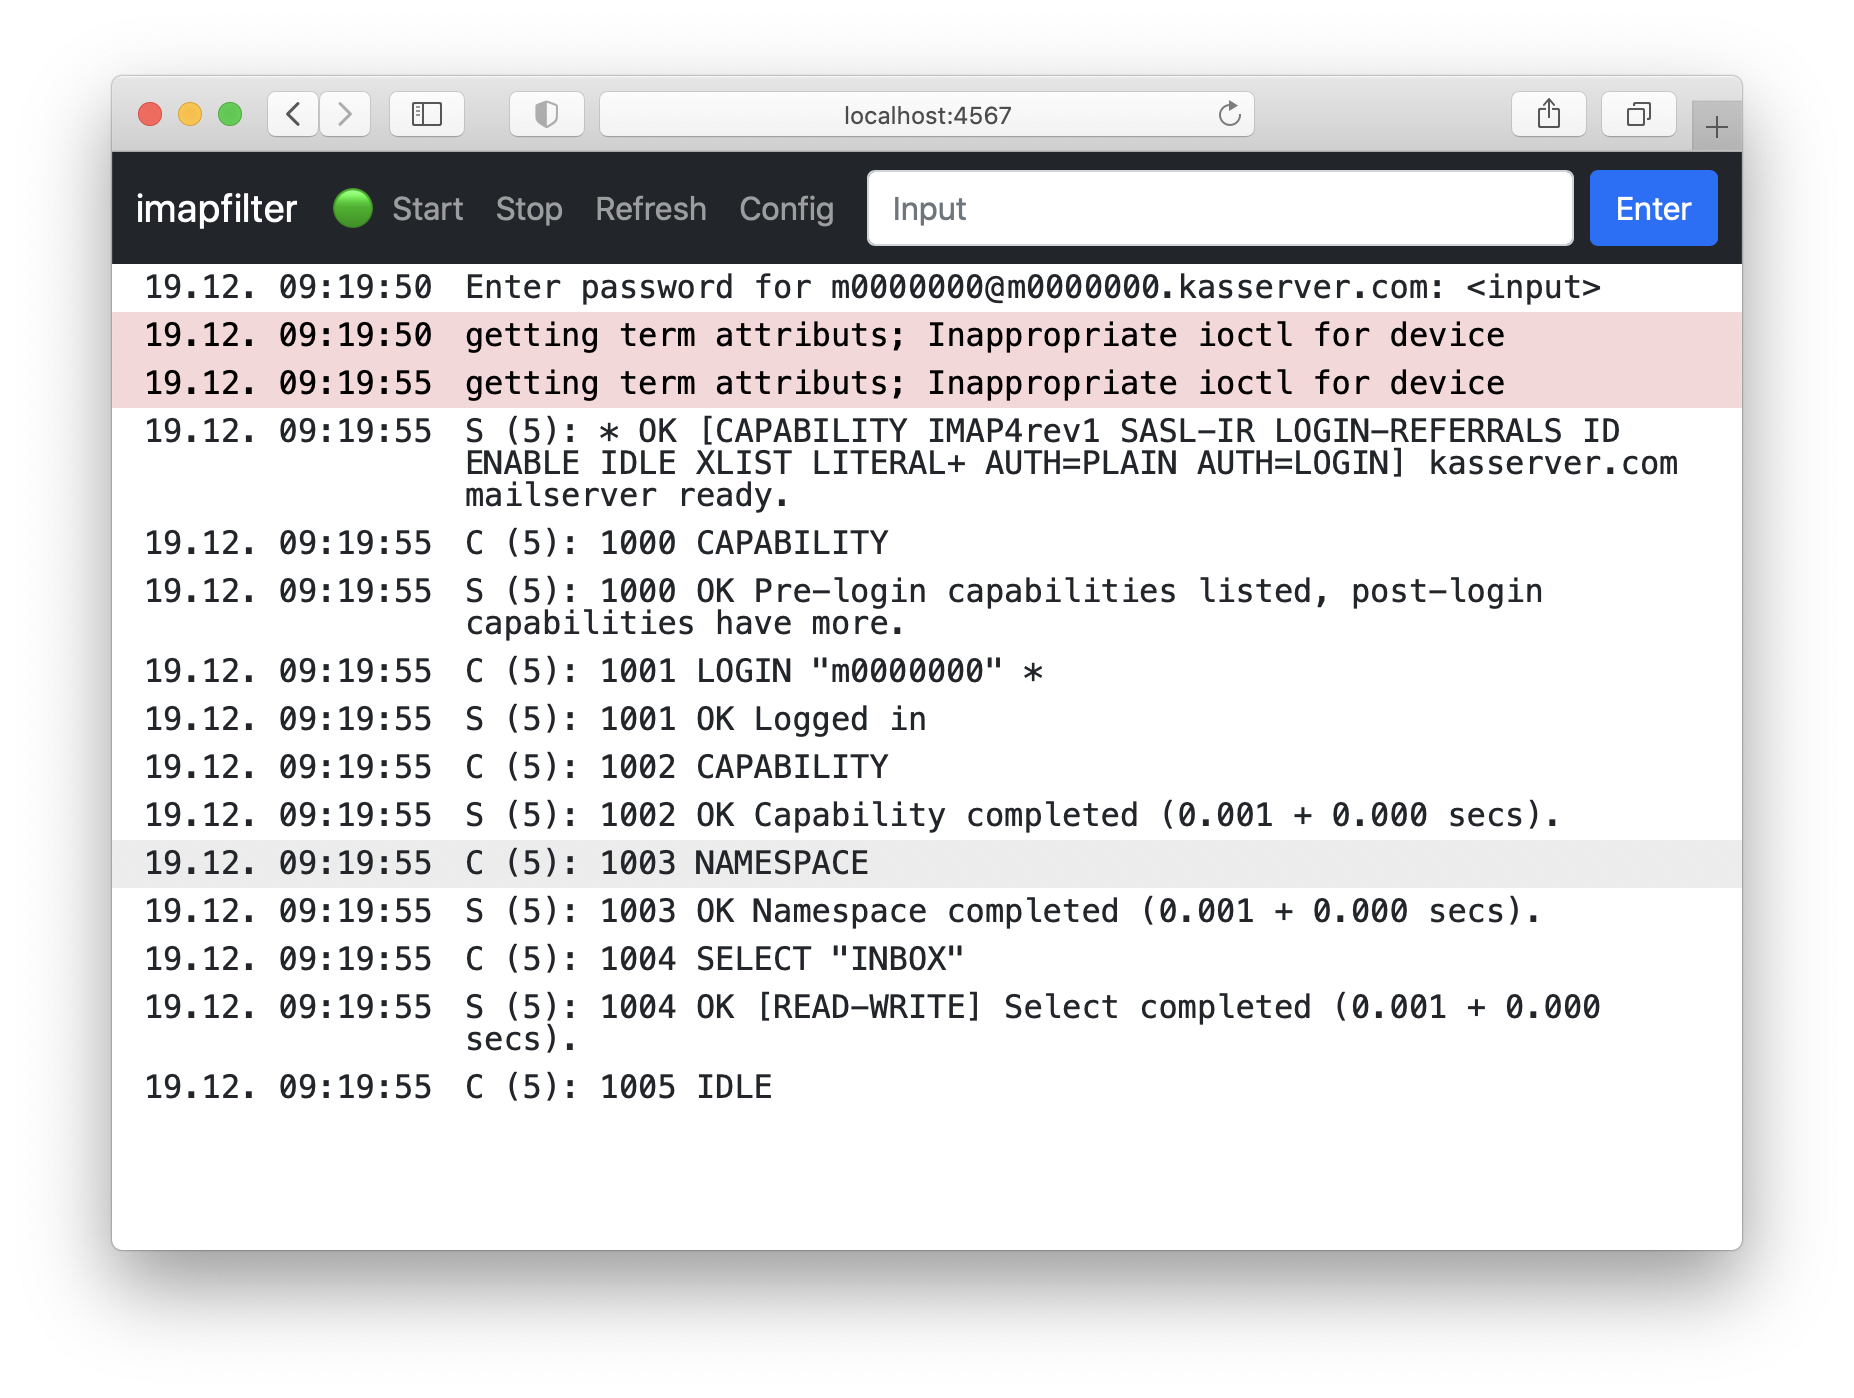 localhost:4567
imapfilter Start Stop Refresh Config Input Enter
19.12. 09:19:50 Enter password for m0000000@m0000000.kasserver.com: <input>
19.12. 09:19:50 getting term attributs; Inappropriate ioctl for device
19.12. 09:19:55 getting term attributs; Inappropriate ioctl for device
19.12. 09:19:55 S (5): * OK [CAPABILITY IMAP4rev1 SASL-IR LOGIN-REFERRALS ID
ENABLE IDLE XLIST LITERAL+ AUTH=PLAIN AUTH=LOGIN] kasserver.com
mailserver ready.
19.12. 09:19:55 C (5): 1000 CAPABILITY
19.12. 09:19:55 S (5): 1000 OK Pre-login capabilities listed, post-login
capabilities have more.
19.12. 09:19:55 C (5): 1001 LOGIN "m0000000" *
19.12. 09:19:55 S (5): 1001 OK Logged in
19.12. 09:19:55 C (5): 1002 CAPABILITY
19.12. 09:19:55 S (5): 1002 OK Capability completed (0.001 + 0.000 secs).
19.12. 09:19:55 C (5): 1003 NAMESPACE
19.12. 09:19:55 S (5): 1003 OK Namespace completed (0.001 + 0.000 secs).
19.12. 09:19:55 C (5): 1004 SELECT "INBOX"
19.12. 09:19:55 S (5): 1004 OK [READ-WRITE] Select completed (0.001 + 0.000
secs).
19.12. 09:19:55 C (5): 1005 IDLE